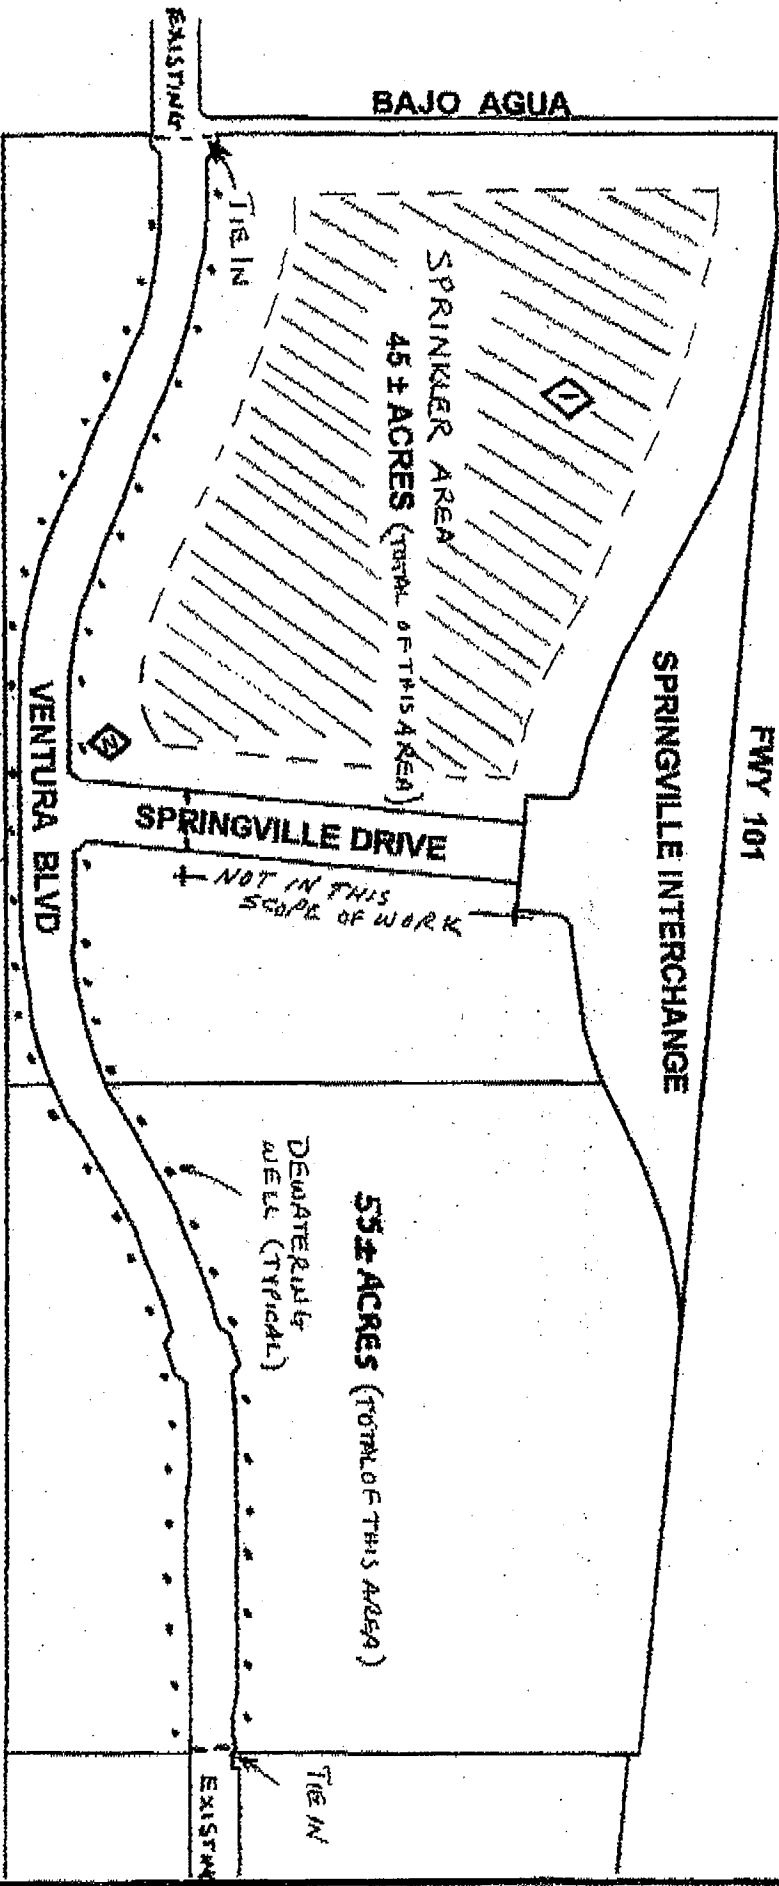 EXISTING
BAJO AGUA
TIE IN
SPRINKLER AREA
45 ± ACRES (TOTAL OF THIS AREA)
1
2
FWY 101
SPRINGVILLE INTERCHANGE
SPRINGVILLE DRIVE
NOT IN THIS
SCOPE OF WORK
VENTURA BLVD
DEWATERING
WELL (TYPICAL)
55± ACRES (TOTAL OF THIS AREA)
TIE IN
EXISTIN